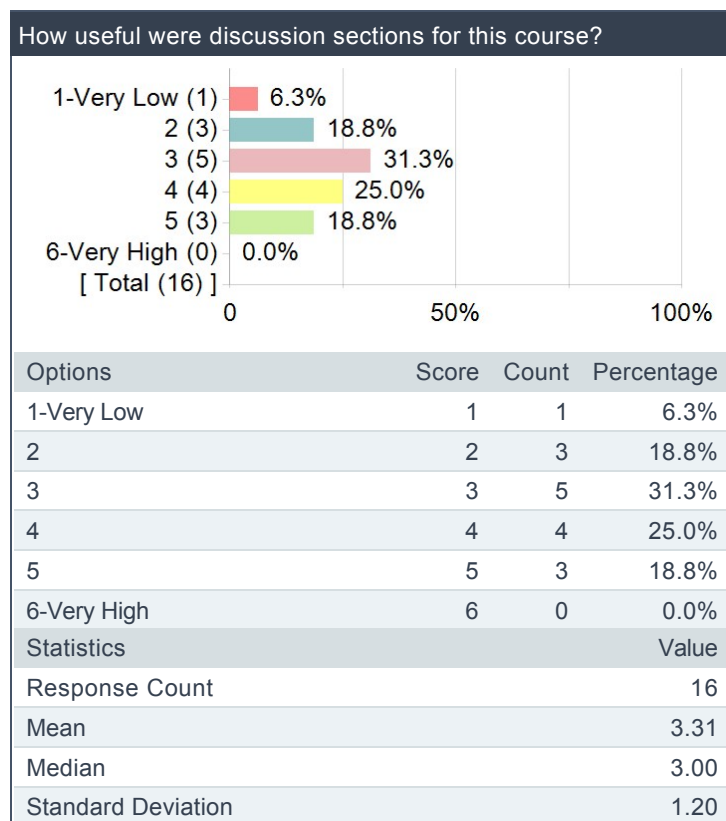 How useful were discussion sections for this course?
1-Very Low (1) 6.3%
2 (3) 18.8%
3 (5) 31.3%
4 (4) 25.0%
5 (3) 18.8%
6-Very High (0) 0.0%
[ Total (16) ]
0 50% 100%
Options Score Count Percentage
1-Very Low 1 1 6.3%
2 2 3 18.8%
3 3 5 31.3%
4 4 4 25.0%
5 5 3 18.8%
6-Very High 6 0 0.0%
Statistics Value
Response Count 16
Mean 3.31
Median 3.00
Standard Deviation 1.20